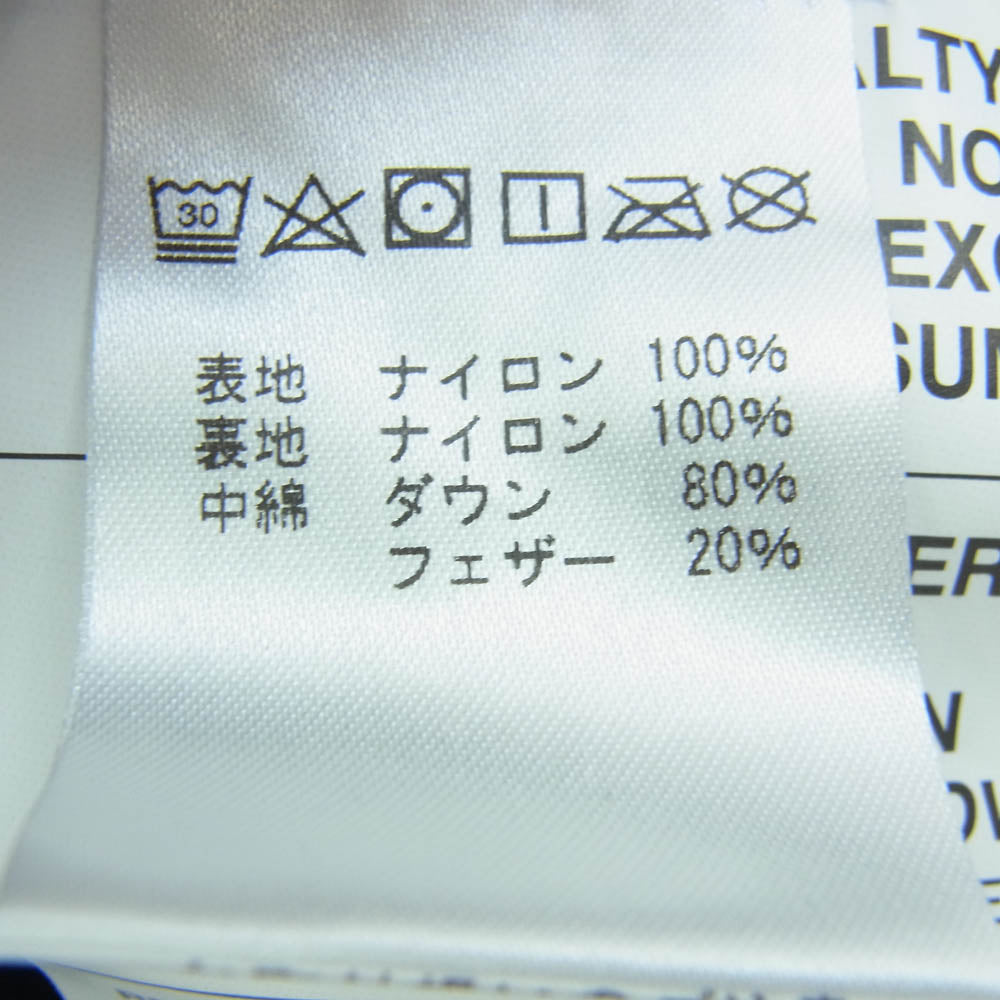 30
表地 ナイロン 100%
裏地 ナイロン 100%
中綿 ダウン 80%
フェザー 20%
ALTY
NO
EXC
SUN
ER
N